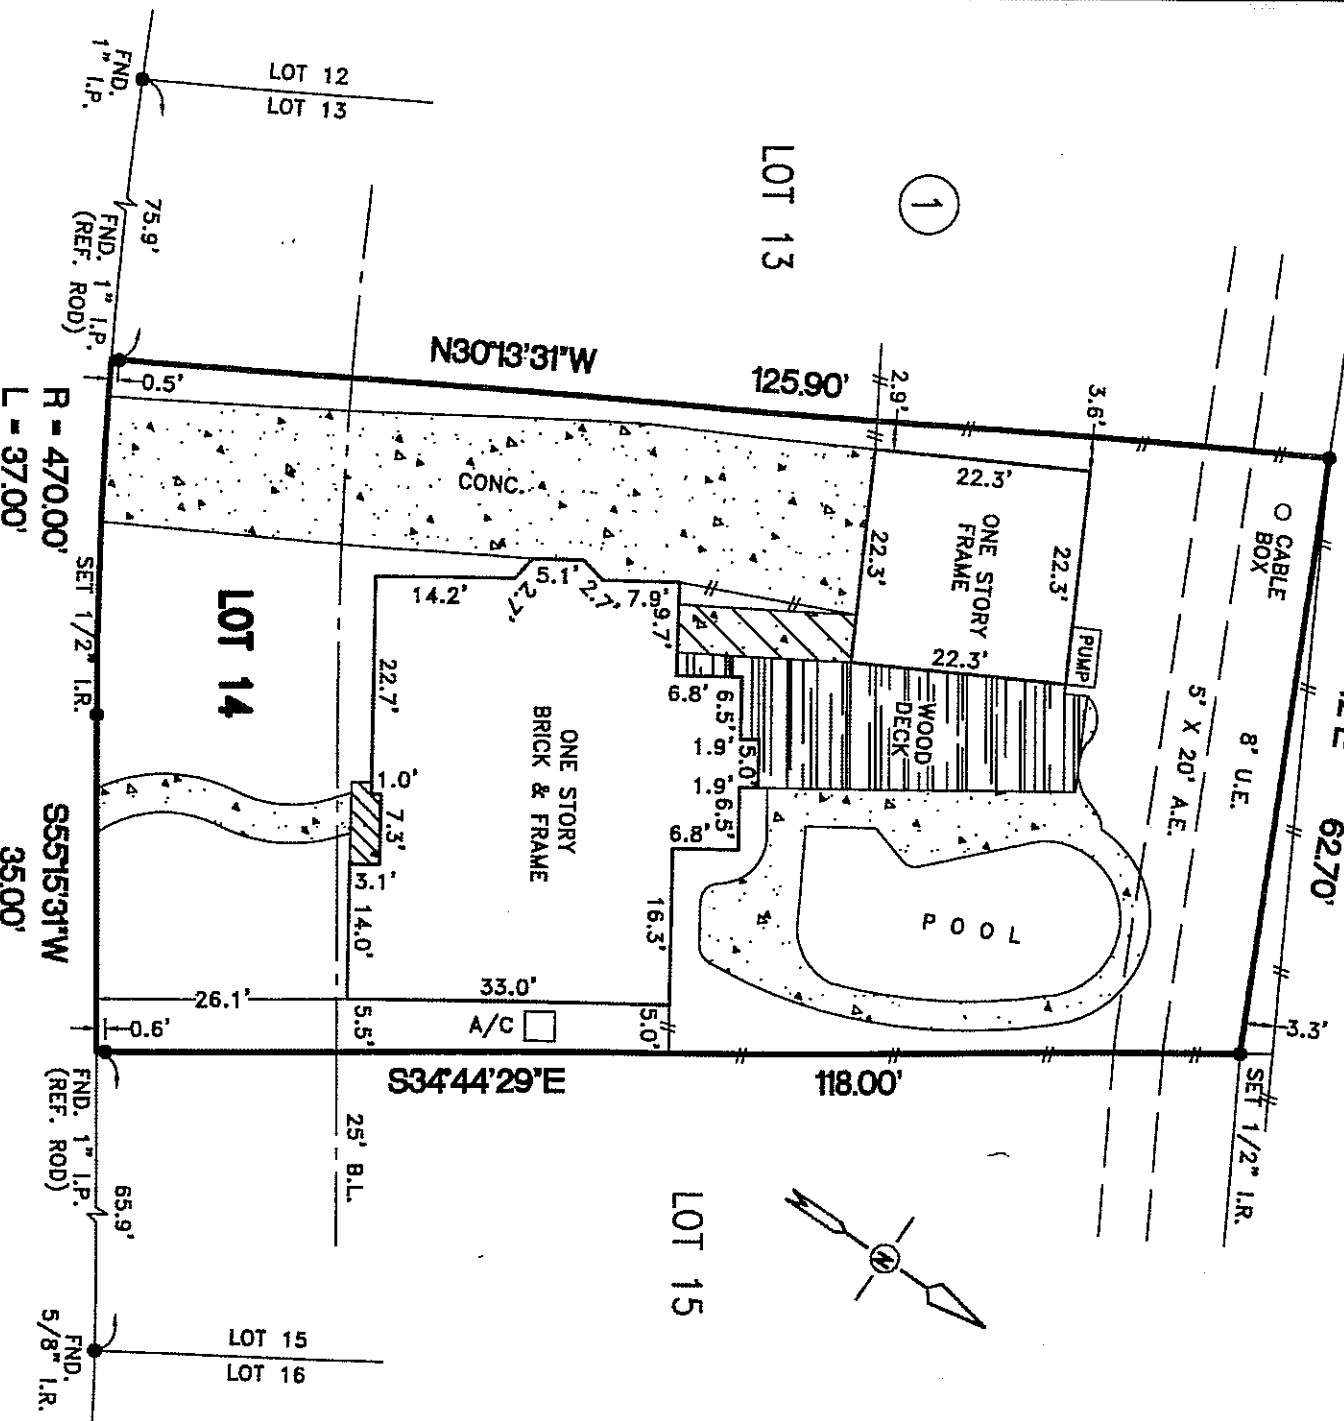 LOT 12
LOT 13
FND.
1" I.P.
75.9'
FND. 1" I.P.
(REF. ROD)
LOT 13
1
N30°13'31"W
125.90'
2.9'
3.6'
0.5'
CONC.
22.3'
22.3'
22.3'
22.3'
ONE STORY
FRAME
PUMP
CABLE
BOX
5' X 20' A.E.
8' U.E.
62.70'
R = 470.00'
L = 37.00'
SET 1/2" I.R.
LOT 14
14.2'
2.7'
5.1'
2.7'
7.9'
9.7'
22.7'
6.8'
6.5'
1.9'
5.0'
1.9'
6.5'
6.8'
WOOD
DECK
ONE STORY
BRICK & FRAME
1.0'
7.3'
3.1'
14.0'
16.3'
POOL
S55°15'31"W
35.00'
26.1'
33.0'
A/C
5.5'
5.0'
0.6'
3.3'
S34°44'29"E
118.00'
SET 1/2" I.R.
FND. 1" I.P.
(REF. ROD)
65.9'
25' B.L.
LOT 15
N
LOT 15
LOT 16
FND.
5/8" I.R.